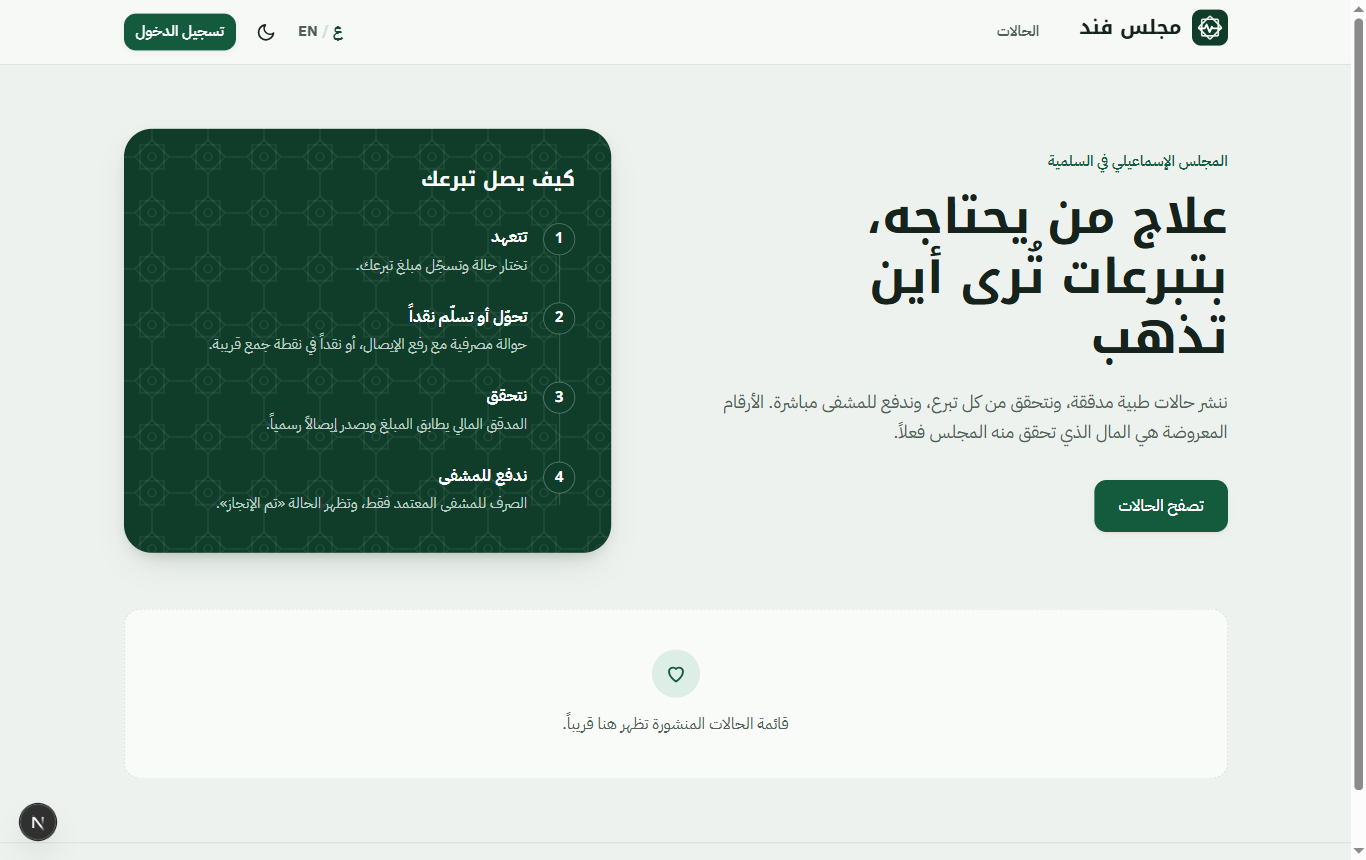 مجلس فند
الحالات
ع / EN
تسجيل الدخول
المجلس الإسماعيلي في السلمية
علاج من يحتاجه،
بتبرعات تُرى أين
تذهب
ننشر حالات طبية مدققة، ونتحقق من كل تبرع، وندفع للمشفى مباشرة. الأرقام
المعروضة هي المال الذي تحقق منه المجلس فعلاً.
تصفح الحالات
كيف يصل تبرعك
1
تتعهد
تختار حالة وتسجّل مبلغ تبرعك.
2
تحوّل أو تسلّم نقداً
حوالة مصرفية مع رفع الإيصال، أو نقداً في نقطة جمع قريبة.
3
نتحقق
المدقق المالي يطابق المبلغ ويصدر إيصالاً رسمياً.
4
ندفع للمشفى
الصرف للمشفى المعتمد فقط، وتظهر الحالة «تم الإنجاز».
قائمة الحالات المنشورة تظهر هنا قريباً.
N